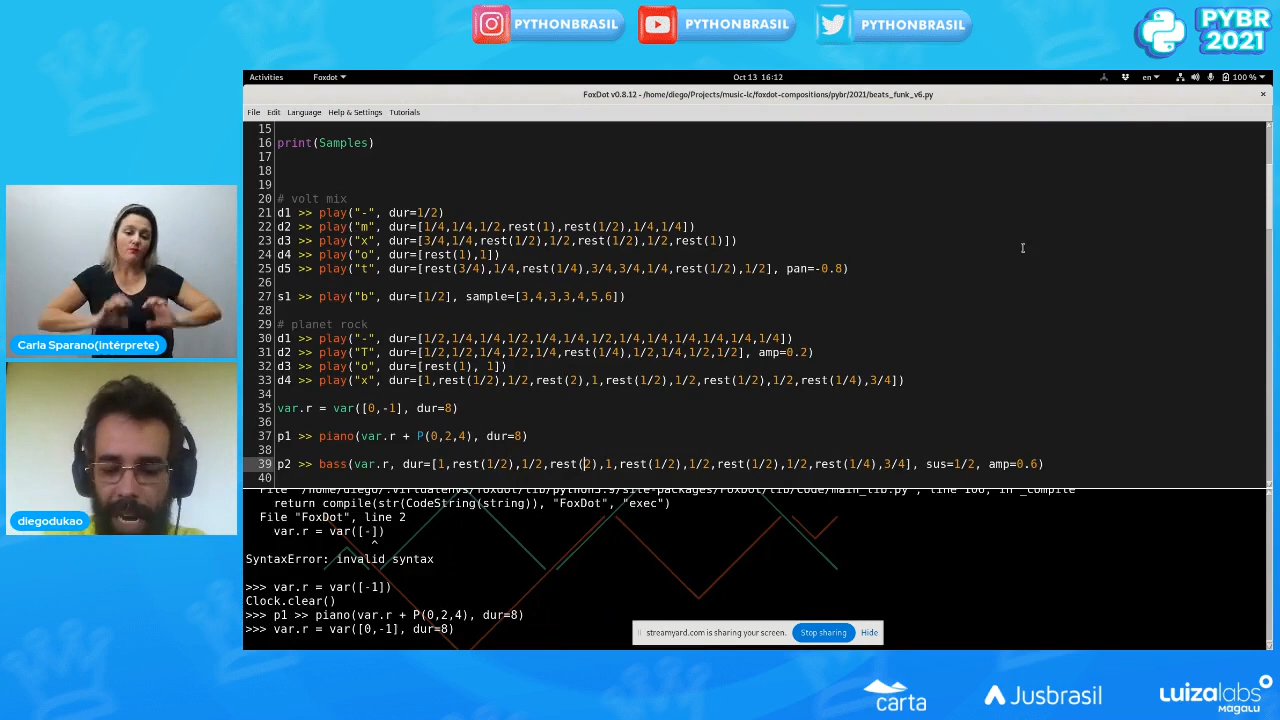 PYTHONBRASIL
PYTHONBRASIL
PYTHONBRASIL
PYBR
2021
Activities
Foxdot
Oct 13 16:12
en
100 %
FoxDot v0.8.12 - /home/diego/Projects/music-lc/foxdot-compositions/pybr/2021/beats_funk_v6.py
File Edit Language Help & Settings Tutorials
15
16 print(Samples)
17
18
19
20 # volt mix
21 d1 >> play("-", dur=1/2)
22 d2 >> play("m", dur=[1/4,1/4,1/2,rest(1),rest(1/2),1/4,1/4])
23 d3 >> play("x", dur=[3/4,1/4,rest(1/2),1/2,rest(1/2),1/2,rest(1)])
24 d4 >> play("o", dur=[rest(1),1])
25 d5 >> play("t", dur=[rest(3/4),1/4,rest(1/4),3/4,3/4,1/4,rest(1/2),1/2], pan=-0.8)
26
27 s1 >> play("b", dur=[1/2], sample=[3,4,3,3,4,5,6])
28
29 # planet rock
30 d1 >> play("-", dur=[1/2,1/4,1/4,1/2,1/4,1/4,1/2,1/4,1/4,1/4,1/4,1/4,1/4])
31 d2 >> play("T", dur=[1/2,1/2,1/4,1/2,1/4,rest(1/4),1/2,1/4,1/2,1/2], amp=0.2)
32 d3 >> play("o", dur=[rest(1), 1])
33 d4 >> play("x", dur=[1,rest(1/2),1/2,rest(2),1,rest(1/2),1/2,rest(1/2),1/2,rest(1/4),3/4])
34
35 var.r = var([0,-1], dur=8)
36
37 p1 >> piano(var.r + P(0,2,4), dur=8)
38
39 p2 >> bass(var.r, dur=[1,rest(1/2),1/2,rest(2),1,rest(1/2),1/2,rest(1/2),1/2,rest(1/4),3/4], sus=1/2, amp=0.6)
40
File "/home/diego/.virtualenvs/foxdot/lib/python3.9/site-packages/FoxDot/lib/Code/main_lib.py", line 106, in _compile
return compile(str(CodeString(string)), "FoxDot", "exec")
File "FoxDot", line 2
var.r = var([-])
^
SyntaxError: invalid syntax
>>> var.r = var([-1])
Clock.clear()
>>> p1 >> piano(var.r + P(0,2,4), dur=8)
>>> var.r = var([0,-1], dur=8)
streamyard.com is sharing your screen.
Stop sharing
Hide
Carla Sparano(intérprete)
diegodukao
carta
Jusbrasil
luizalabs
MAGALU